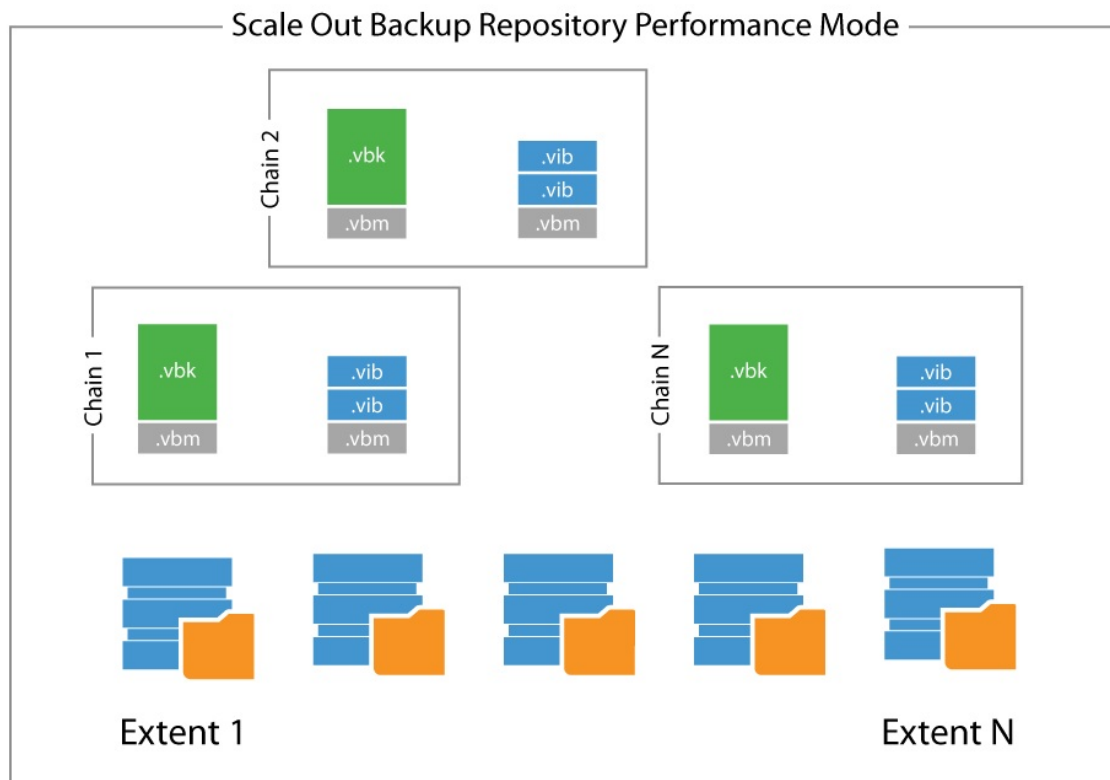 Scale Out Backup Repository Performance Mode
Chain 2
.vbk
.vbm
.vib
.vib
.vbm
Chain 1
.vbk
.vbm
.vib
.vib
.vbm
Chain N
.vbk
.vbm
.vib
.vib
.vbm
Extent 1
Extent N